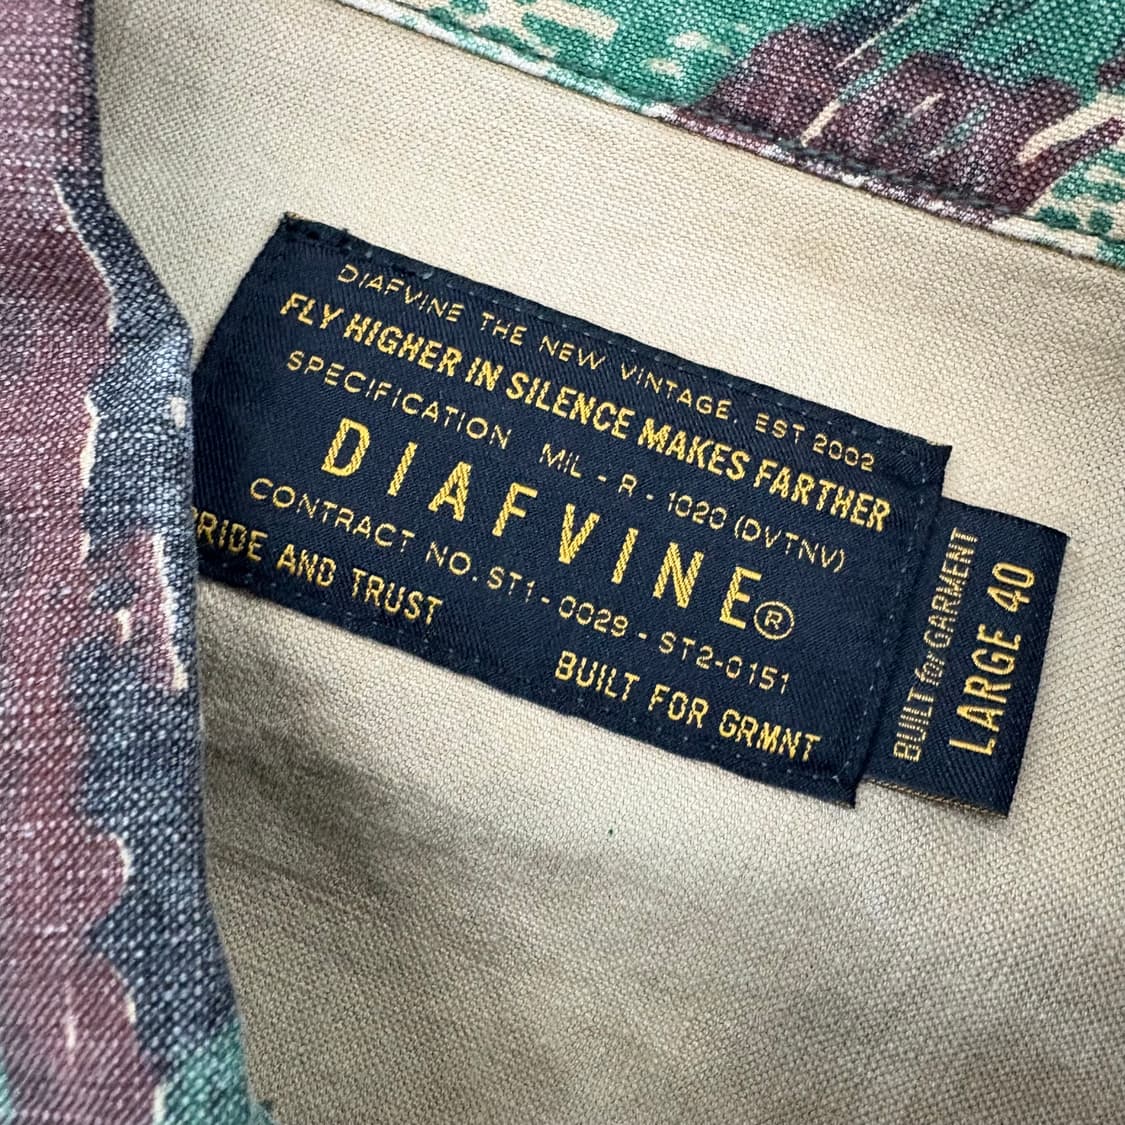 DIAFVINE THE NEW VINTAGE. EST 2002
FLY HIGHER IN SILENCE MAKES FARTHER
SPECIFICATION MIL - R - 1020 (DVTNV)
DIAFVINE®
CONTRACT NO. ST1 - 0029 - ST2-0151
PRIDE AND TRUST
BUILT FOR GRMNT
BUILT for GARMENT
LARGE 40